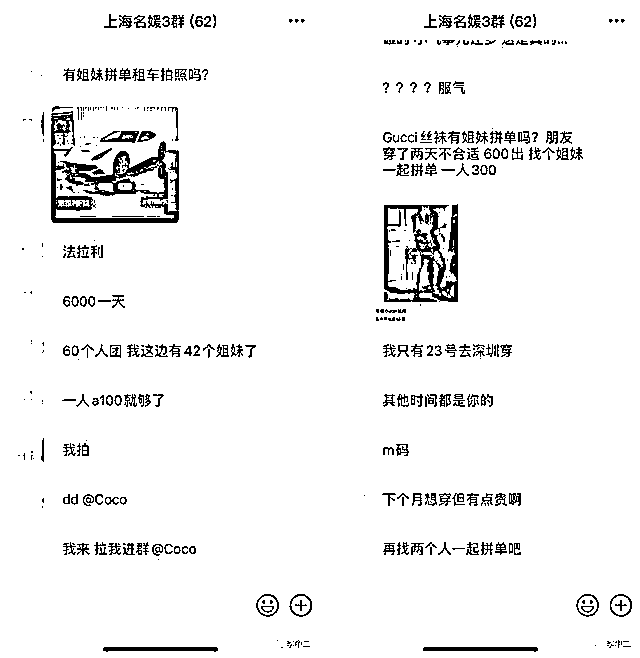 上海名媛3群 (62)
有姐妹拼单租车拍照吗?
法拉利
6000一天
60个人团 我这边有42个姐妹了
一人a100就够了
我拍
dd @Coco
我来 拉我进群@Coco
上海名媛3群 (62)
? ? ? ? 服气
Gucci丝袜有姐妹拼单吗? 朋友
穿了两天不合适 600出 找个姐妹
一起拼单 一人300
我只有23号去深圳穿
其他时间都是你的
m码
下个月想穿但有点贵啊
再找两个人一起拼单吧